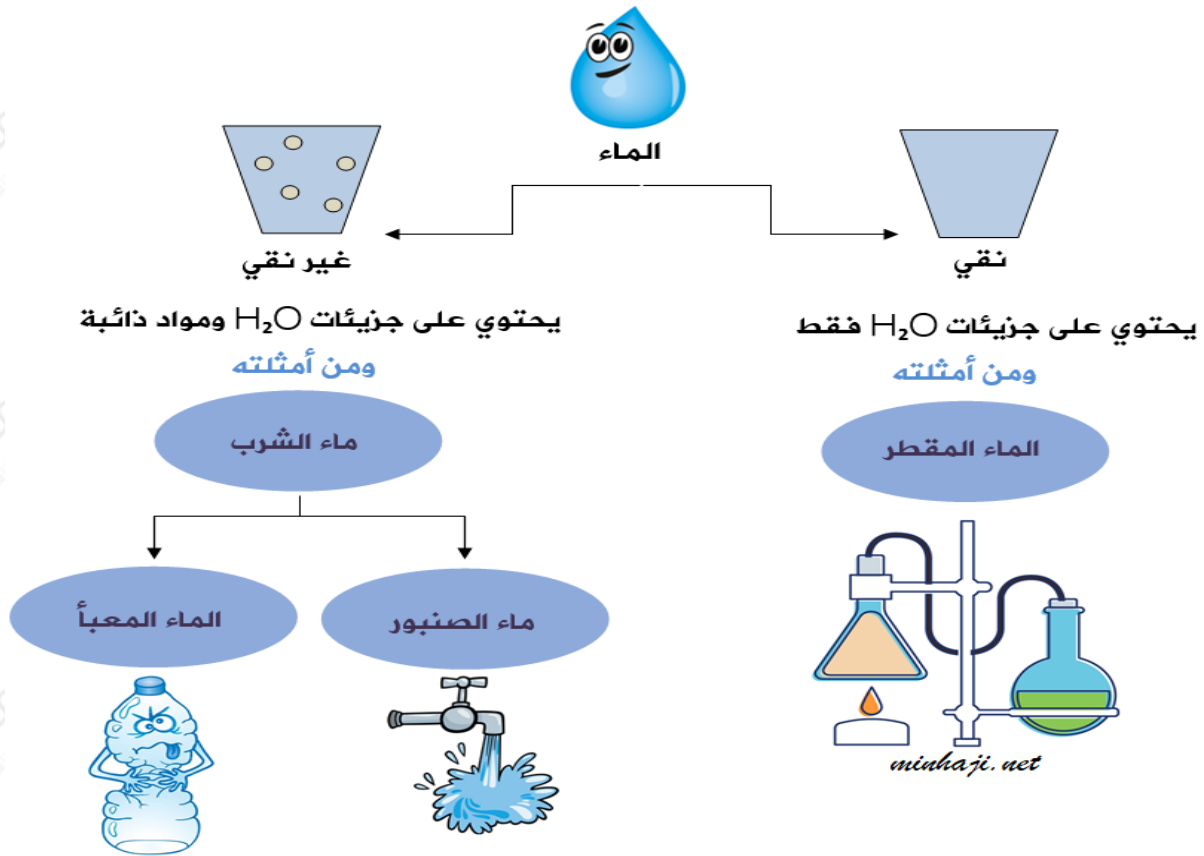 الماء
نقي
يحتوي على جزيئات H₂O فقط
ومن أمثلته
الماء المقطر
غير نقي
يحتوي على جزيئات H₂O ومواد ذائبة
ومن أمثلته
ماء الشرب
ماء الصنبور
الماء المعبأ
minhaji.net